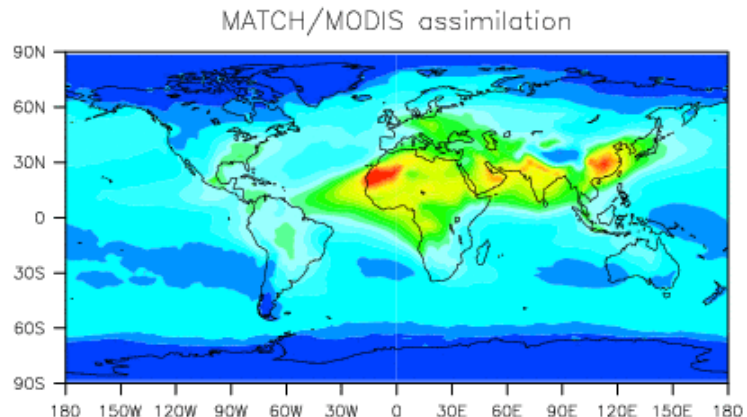 MATCH/MODIS assimilation
90N
60N
30N
0
30S
60S
90S
180 150W 120W 90W 60W 30W 0 30E 60E 90E 120E 150E 180